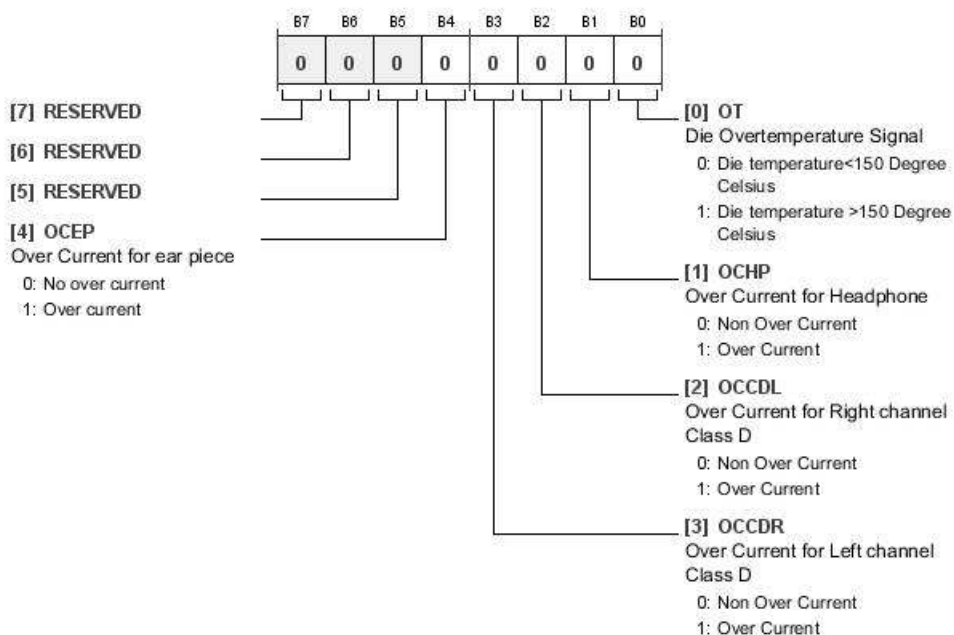 B7 B6 B5 B4 B3 B2 B1 B0
0 0 0 0 0 0 0 0
[7] RESERVED
[6] RESERVED
[5] RESERVED
[4] OCEP
Over Current for ear piece
0: No over current
1: Over current
[0] OT
Die Overtemperature Signal
0: Die temperature<150 Degree
Celsius
1: Die temperature >150 Degree
Celsius
[1] OCHP
Over Current for Headphone
0: Non Over Current
1: Over Current
[2] OCCDL
Over Current for Right channel
Class D
0: Non Over Current
1: Over Current
[3] OCCDR
Over Current for Left channel
Class D
0: Non Over Current
1: Over Current